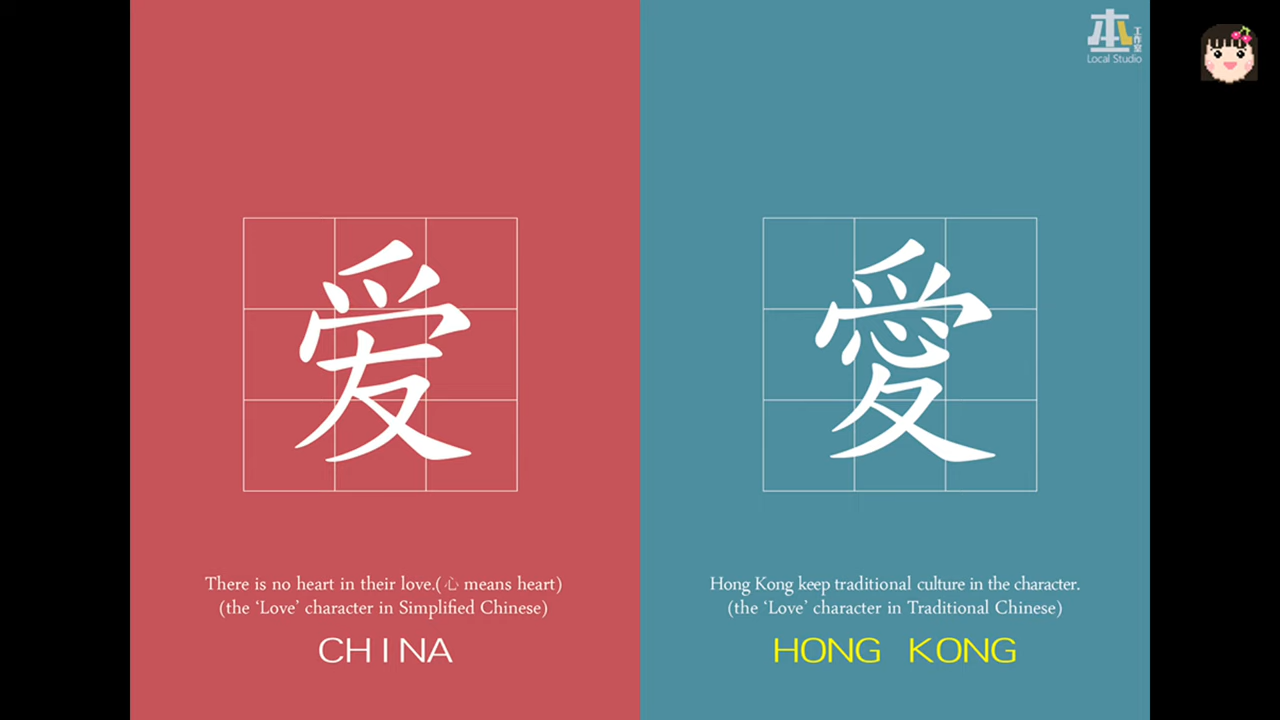 本工作室
Local Studio
爱
愛
There is no heart in their love.(心 means heart)
(the ‘Love’ character in Simplified Chinese)
CHINA
Hong Kong keep traditional culture in the character.
(the ‘Love’ character in Traditional Chinese)
HONG KONG